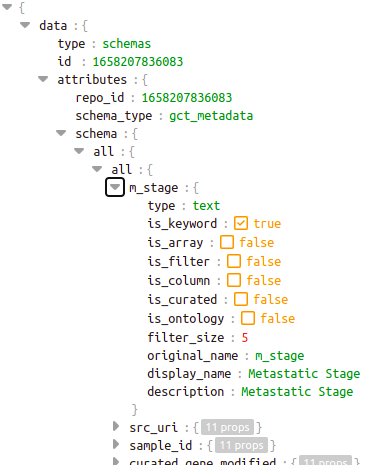 {
data : {
type : schemas
id : 1658207836083
attributes : {
repo_id : 1658207836083
schema_type : gct_metadata
schema : {
all : {
all : {
m_stage : {
type : text
is_keyword : true
is_array : false
is_filter : false
is_column : false
is_curated : false
is_ontology : false
filter_size : 5
original_name : m_stage
display_name : Metastatic Stage
description : Metastatic Stage
}
src_uri : { 11 props }
sample_id : { 11 props }
curated_gene_modified : { 11 props }